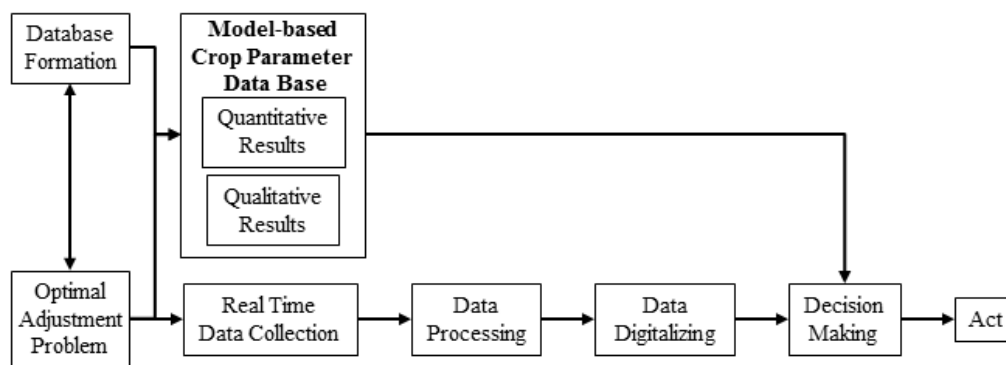 Database
Formation
Model-based
Crop Parameter
Data Base
Quantitative
Results
Qualitative
Results
Optimal
Adjustment
Problem
Real Time
Data Collection
Data
Processing
Data
Digitalizing
Decision
Making
Act